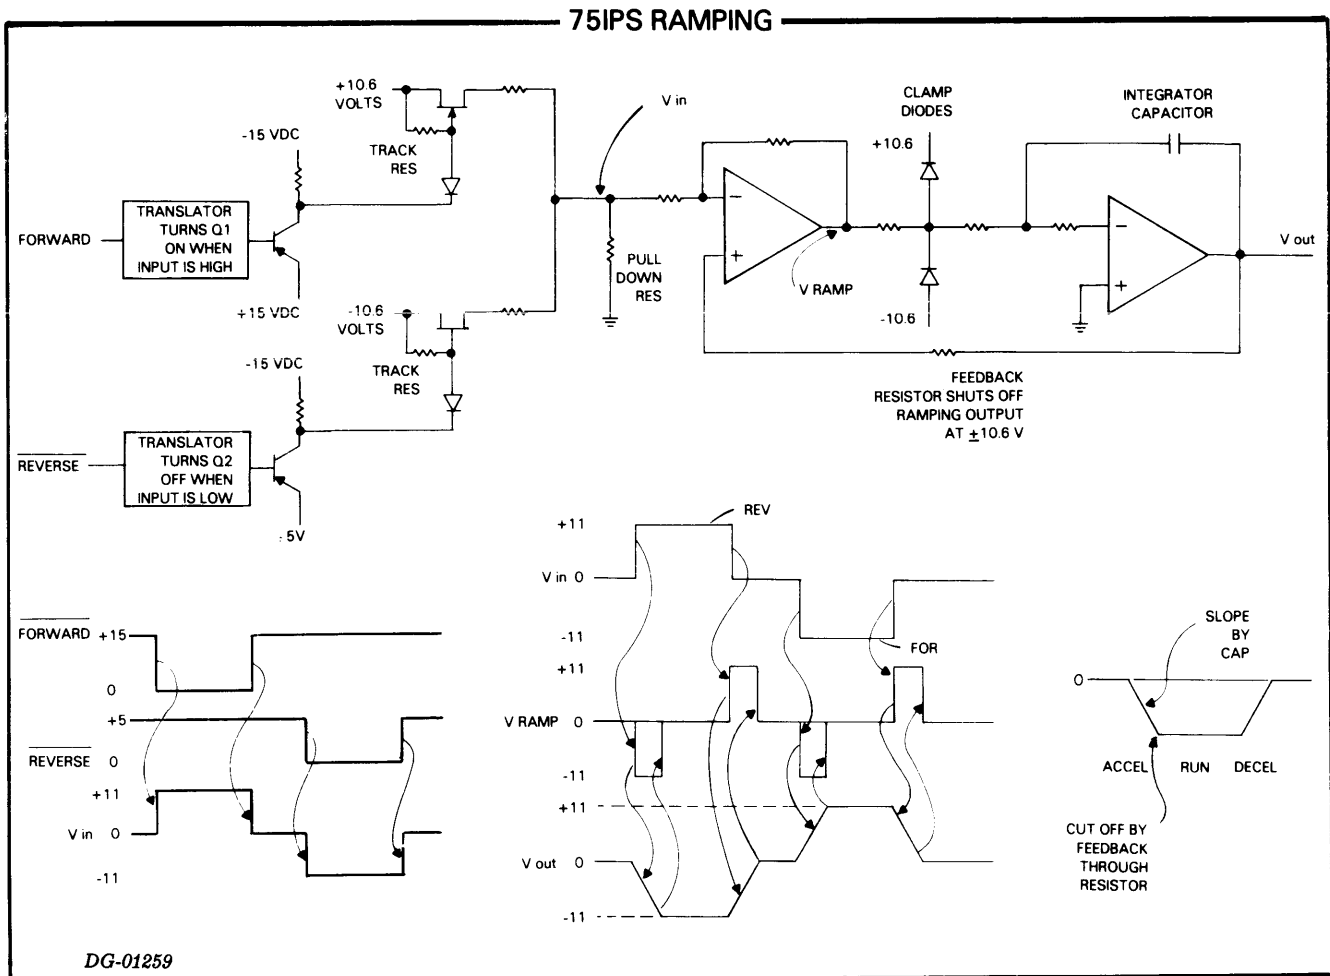 75IPS RAMPING
+10.6
VOLTS
V in
CLAMP
DIODES
INTEGRATOR
CAPACITOR
-15 VDC
TRACK
RES
+10.6
FORWARD
TRANSLATOR
TURNS Q1
ON WHEN
INPUT IS HIGH
−
+
PULL
DOWN
RES
V RAMP
−
+
V out
+15 VDC
-10.6
VOLTS
-10.6
-15 VDC
TRACK
RES
FEEDBACK
RESISTOR SHUTS OFF
RAMPING OUTPUT
AT ±10.6 V
REVERSE
TRANSLATOR
TURNS Q2
OFF WHEN
INPUT IS LOW
5V
FORWARD +15
0
+5
REVERSE 0
+11
V in 0
-11
+11
REV
V in 0
-11
FOR
+11
V RAMP 0
-11
+11
V out 0
-11
SLOPE
BY
CAP
0
ACCEL RUN DECEL
CUT OFF BY
FEEDBACK
THROUGH
RESISTOR
DG-01259